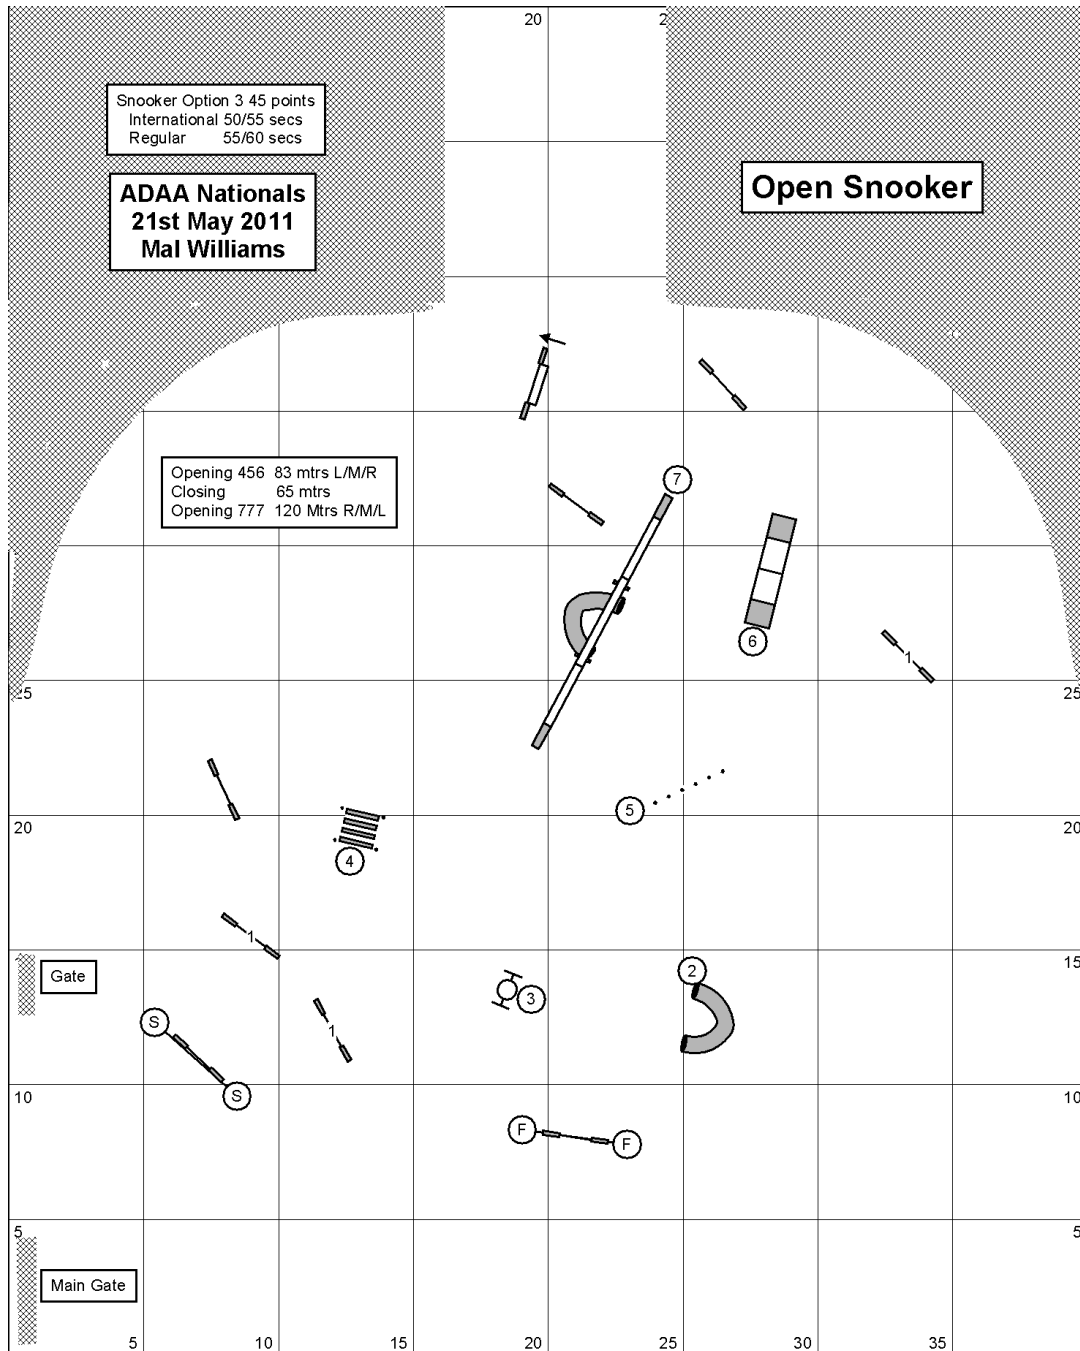 20
2
Snooker Option 3 45 points
International 50/55 secs
Regular 55/60 secs
ADAA Nationals
21st May 2011
Mal Williams
Open Snooker
Opening 456 83 mtrs L/M/R
Closing 65 mtrs
Opening 777 120 Mtrs R/M/L
7
6
1
25
25
5
20
20
4
1
15
Gate
2
3
S
1
S
10
10
F
F
5
5
Main Gate
5
10
15
20
25
30
35